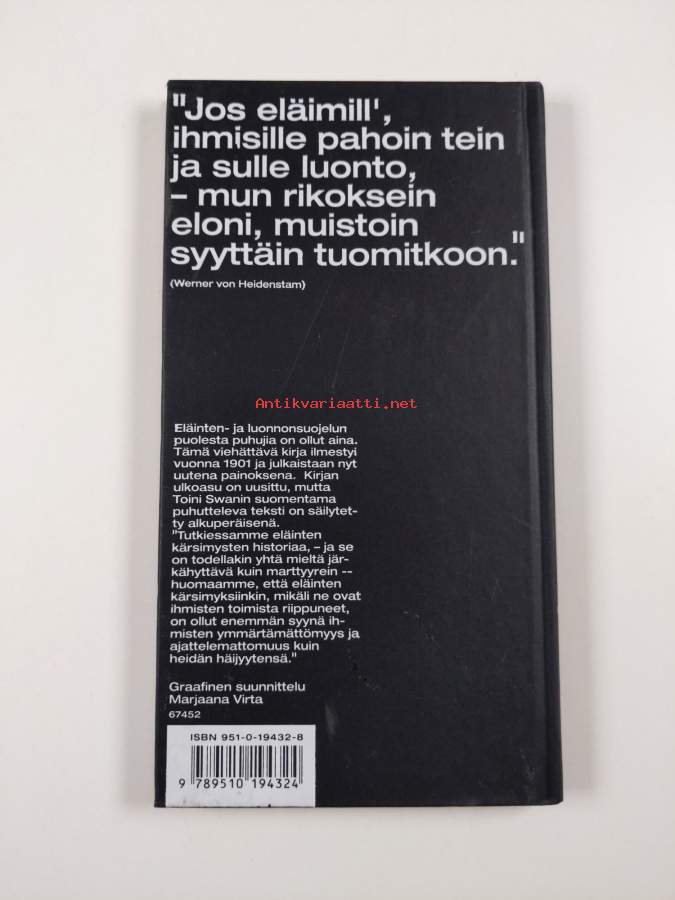 "Jos eläimill',
ihmisille pahoin tein
ja sulle luonto,
– mun rikoksein
eloni, muistoin
syyttäin tuomitkoon."
(Werner von Heidenstam)
Antikvariaatti.net
Eläinten- ja luonnonsuojelun
puolesta puhujia on ollut aina.
Tämä viehättävä kirja ilmestyi
vuonna 1901 ja julkaistaan nyt
uutena painoksena. Kirjan
ulkoasu on uusittu, mutta
Toini Swanin suomentama
puhutteleva teksti on säilytet-
ty alkuperäisenä.
"Tutkiessamme eläinten
kärsimysten historiaa, – ja se
on todellakin yhtä mieltä jär-
kähyttävä kuin marttyyrein --
huomaamme, että eläinten
kärsimyksiinkin, mikäli ne ovat
ihmisten toimista riippuneet,
on ollut enemmän syynä ih-
misten ymmärtämättömyys ja
ajattelemattomuus kuin
heidän häijyytensä."
Graafinen suunnittelu
Marjaana Virta
67452
ISBN 951-0-19432-8
9 789510 194324